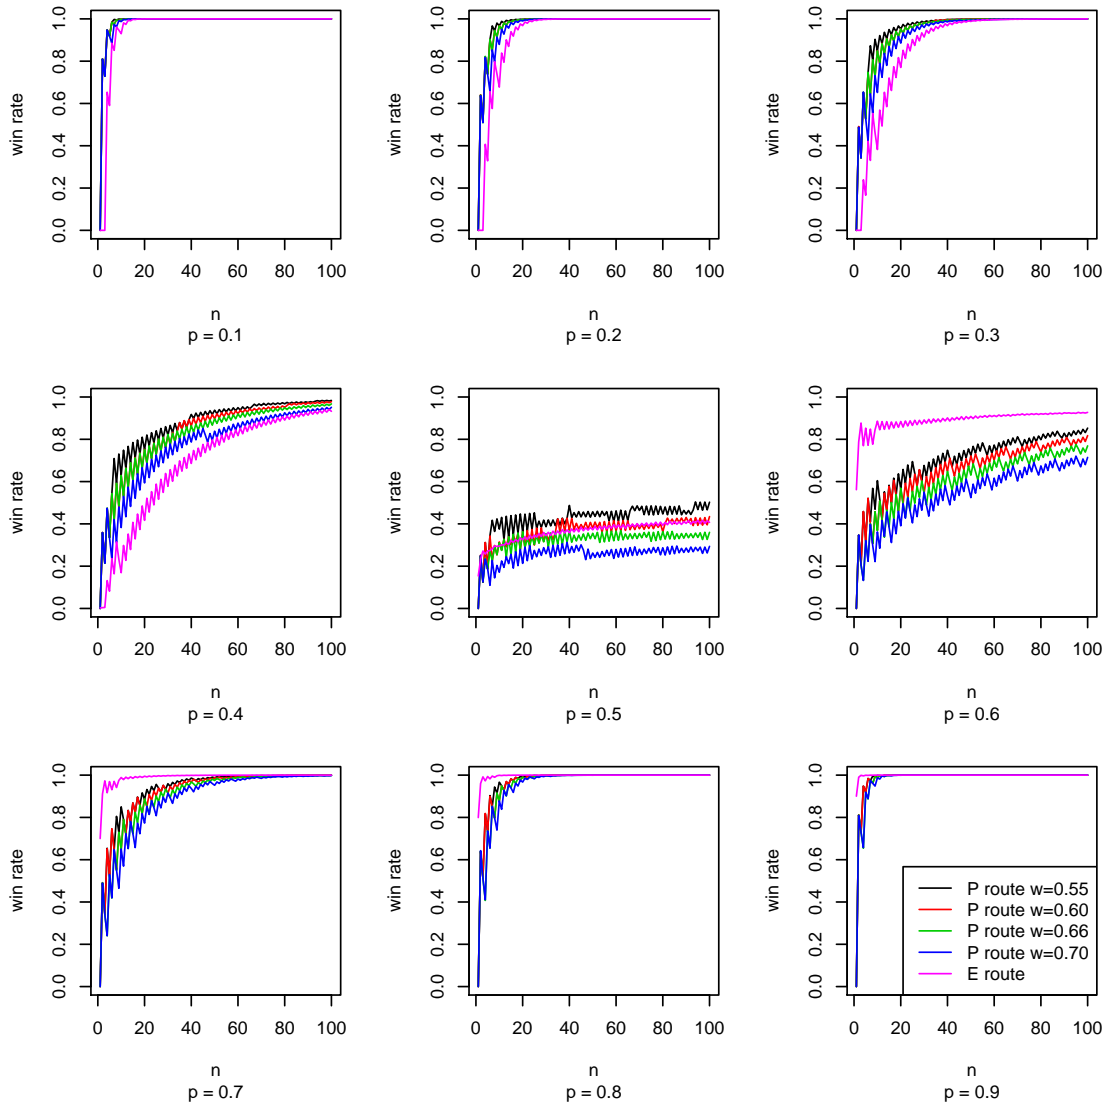 0.0 0.2 0.4 0.6 0.8 1.0
win rate
0 20 40 60 80 100
n
p = 0.1
0.0 0.2 0.4 0.6 0.8 1.0
win rate
0 20 40 60 80 100
n
p = 0.2
0.0 0.2 0.4 0.6 0.8 1.0
win rate
0 20 40 60 80 100
n
p = 0.3
0.0 0.2 0.4 0.6 0.8 1.0
win rate
0 20 40 60 80 100
n
p = 0.4
0.0 0.2 0.4 0.6 0.8 1.0
win rate
0 20 40 60 80 100
n
p = 0.5
0.0 0.2 0.4 0.6 0.8 1.0
win rate
0 20 40 60 80 100
n
p = 0.6
0.0 0.2 0.4 0.6 0.8 1.0
win rate
0 20 40 60 80 100
n
p = 0.7
0.0 0.2 0.4 0.6 0.8 1.0
win rate
0 20 40 60 80 100
n
p = 0.8
0.0 0.2 0.4 0.6 0.8 1.0
win rate
P route w=0.55
P route w=0.60
P route w=0.66
P route w=0.70
E route
0 20 40 60 80 100
n
p = 0.9